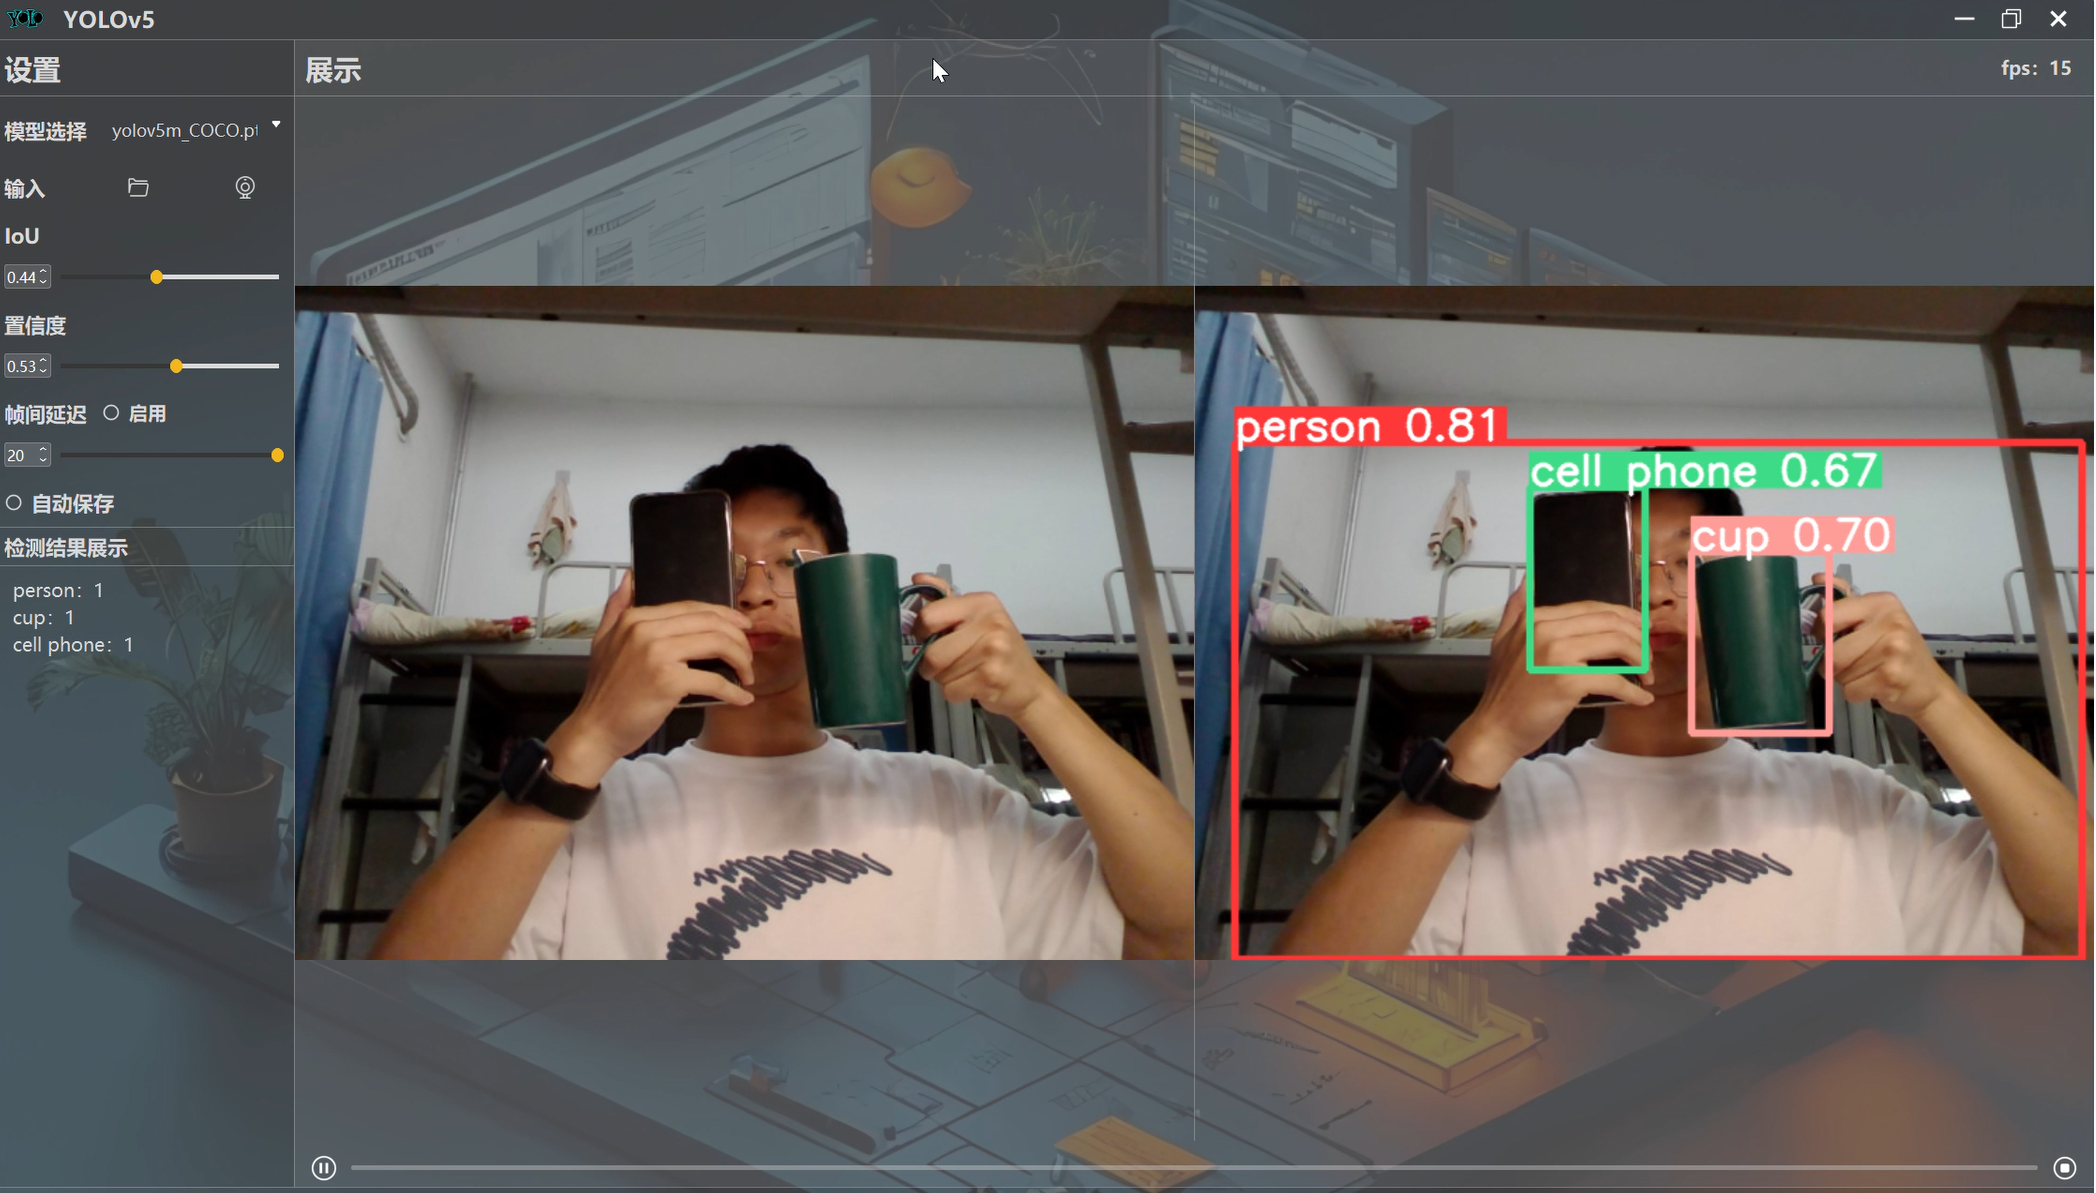 YOLO YOLOv5
设置
展示
fps: 15
模型选择 yolov5m_COCO.pt
输入
IoU
0.44
置信度
0.53
帧间延迟 启用
20
自动保存
检测结果展示
person: 1
cup: 1
cell phone: 1
person 0.81
cell phone 0.67
cup 0.70